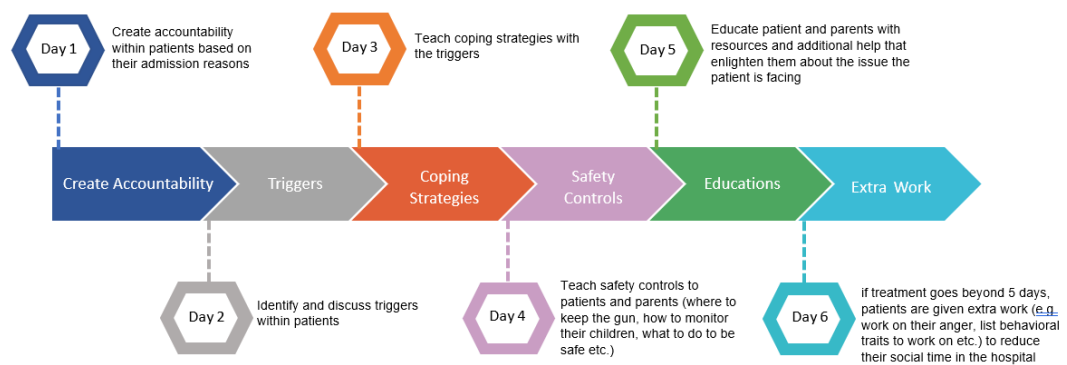 Day 1
Create accountability
within patients based on
their admission reasons
Day 3
Teach coping strategies with
the triggers
Day 5
Educate patient and parents with
resources and additional help that
enlighten them about the issue the
patient is facing
Create Accountability
Triggers
Coping
Strategies
Safety
Controls
Educations
Extra Work
Day 2
Identify and discuss triggers
within patients
Day 4
Teach safety controls to
patients and parents (where to
keep the gun, how to monitor
their children, what to do to be
safe etc.)
Day 6
if treatment goes beyond 5 days,
patients are given extra work (e.g
work on their anger, list behavioral
traits to work on etc.) to reduce
their social time in the hospital